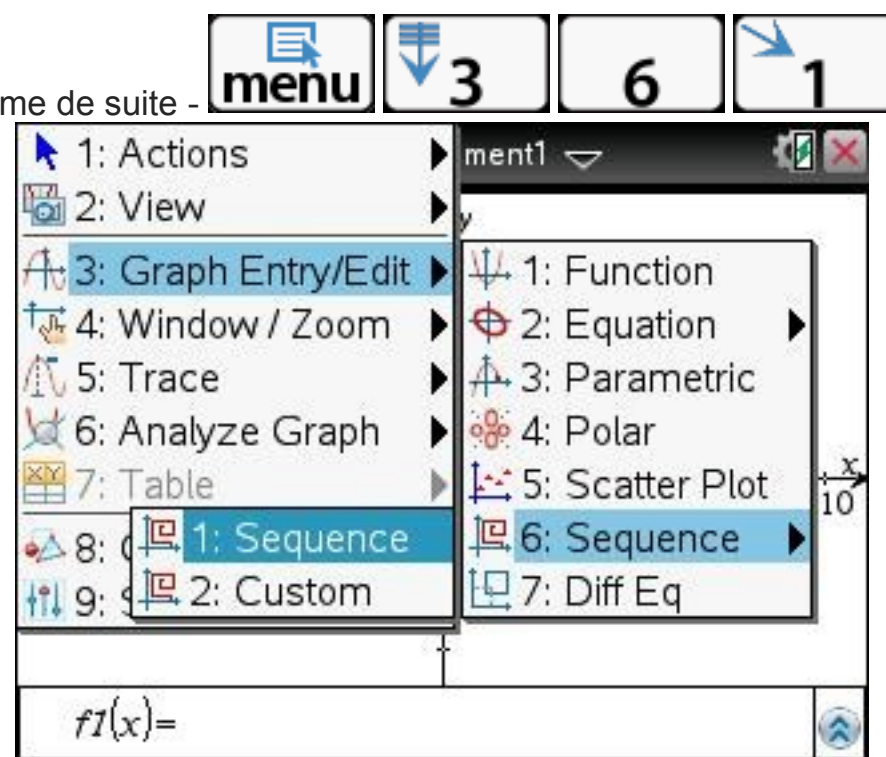 me de suite - menu 3 6 1
1: Actions
ment1
2: View
y
3: Graph Entry/Edit
1: Function
4: Window / Zoom
2: Equation
5: Trace
3: Parametric
6: Analyze Graph
4: Polar
7: Table
5: Scatter Plot
x
10
8:
1: Sequence
6: Sequence
9: S
2: Custom
7: Diff Eq
f1(x)=